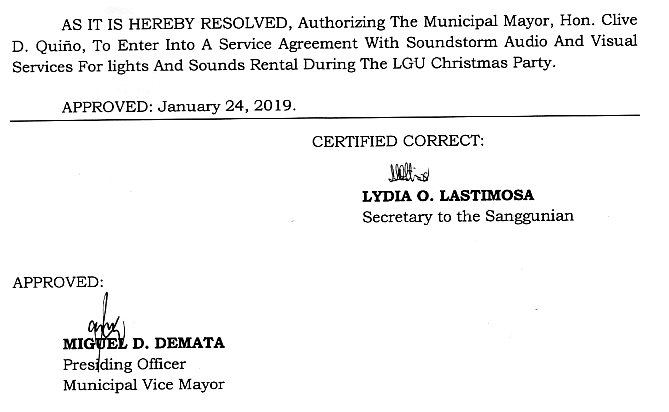 AS IT IS HEREBY RESOLVED, Authorizing The Municipal Mayor, Hon. Clive
D. Quiño, To Enter Into A Service Agreement With Soundstorm Audio And Visual
Services For lights And Sounds Rental During The LGU Christmas Party.
APPROVED: January 24, 2019.
CERTIFIED CORRECT:
LYDIA O. LASTIMOSA
Secretary to the Sanggunian
APPROVED:
MIGUEL D. DEMATA
Presiding Officer
Municipal Vice Mayor